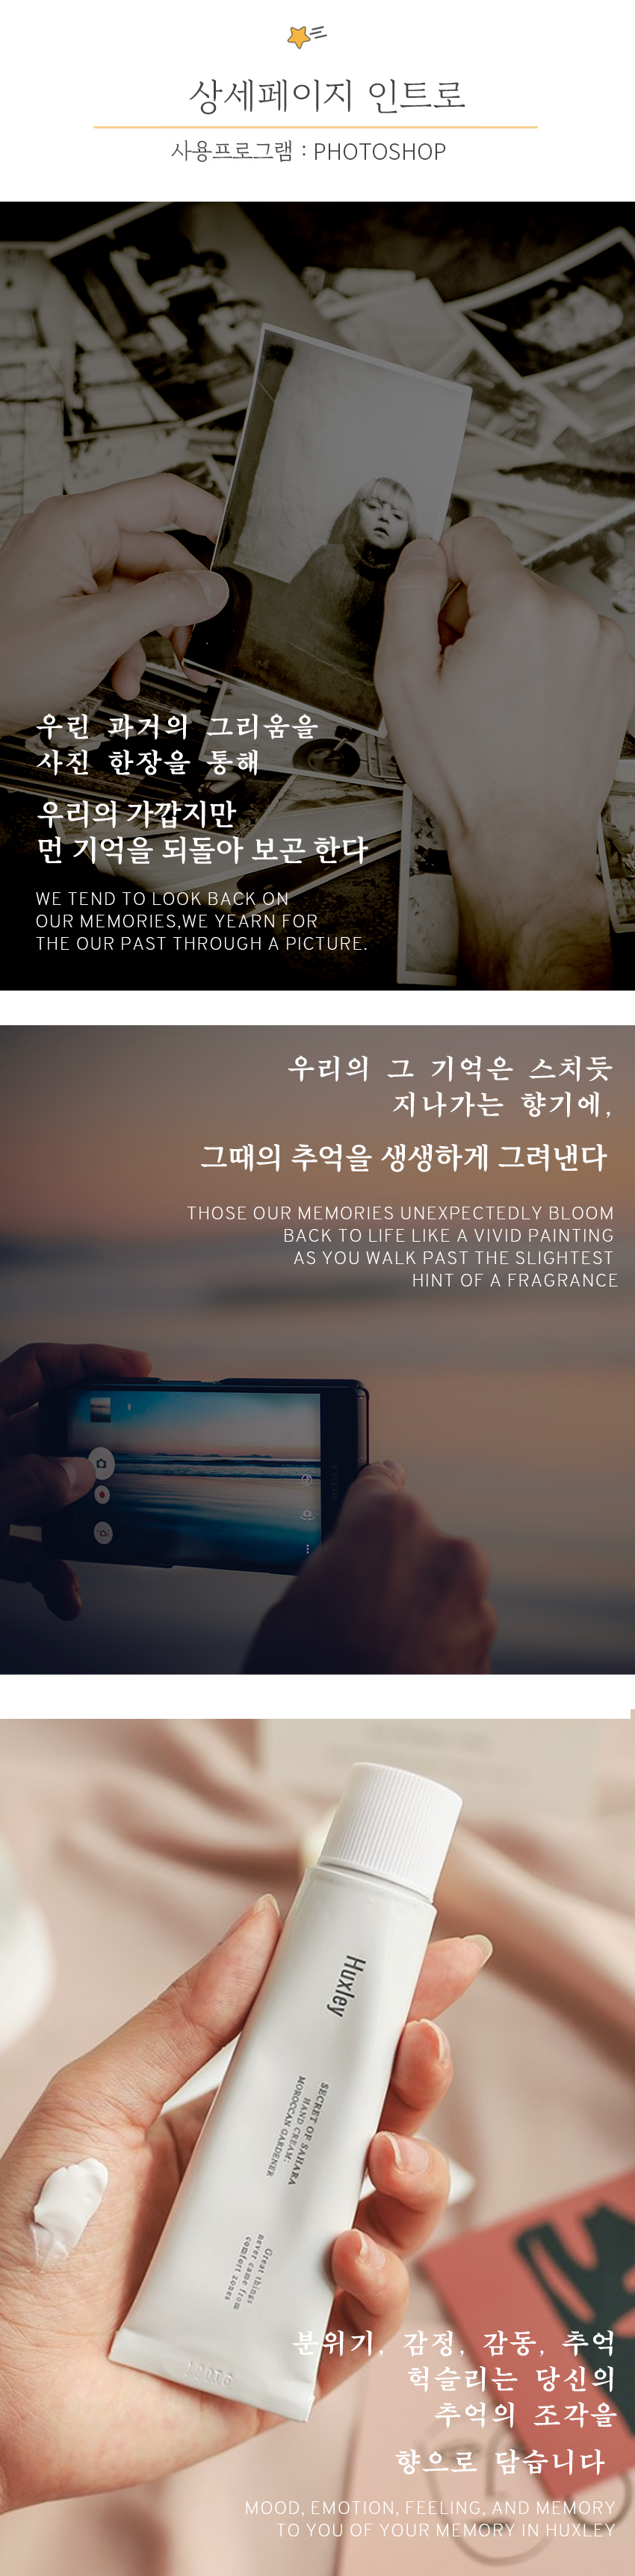 상세페이지 인트로
사용프로그램 : PHOTOSHOP
우린 과거의 그리움을
사진 한장을 통해
우리의 가깝지만
먼 기억을 되돌아 보곤 한다
WE TEND TO LOOK BACK ON
OUR MEMORIES,WE YEARN FOR
THE OUR PAST THROUGH A PICTURE.
우리의 그 기억은 스치듯
지나가는 향기에,
그때의 추억을 생생하게 그려낸다
THOSE OUR MEMORIES UNEXPECTEDLY BLOOM
BACK TO LIFE LIKE A VIVID PAINTING
AS YOU WALK PAST THE SLIGHTEST
HINT OF A FRAGRANCE
Huxley
SECRET OF SAHARA
HAND CREAM;
MOROCCAN GARDENER
Great things
never came from
comfort zones
분위기, 감정, 감동, 추억
헉슬리는 당신의
추억의 조각을
향으로 담습니다
MOOD, EMOTION, FEELING, AND MEMORY
TO YOU OF YOUR MEMORY IN HUXLEY